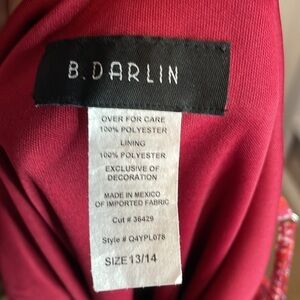 B.DARLIN
OVER FOR CARE
100% POLYESTER
LINING
100% POLYESTER
EXCLUSIVE OF
DECORATION
MADE IN MEXICO
OF IMPORTED FABRIC
Cut # 36429
Style # Q4YPL078
SIZE 13/14